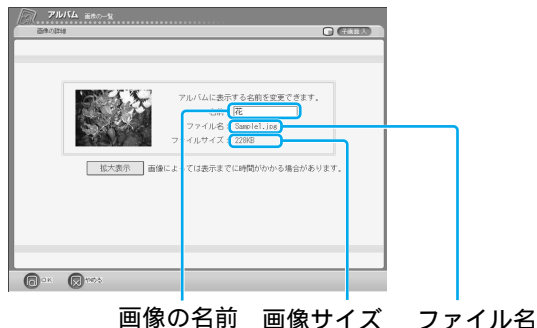 アルバム 画像の一覧
画像の詳細 子画面入
アルバムに表示する名前を変更できます。
名前 花
ファイル名 Sample1.jpg
ファイルサイズ 228KB
拡大表示 画像によっては表示までに時間がかかる場合があります。
OK やめる
画像の名前 画像サイズ ファイル名